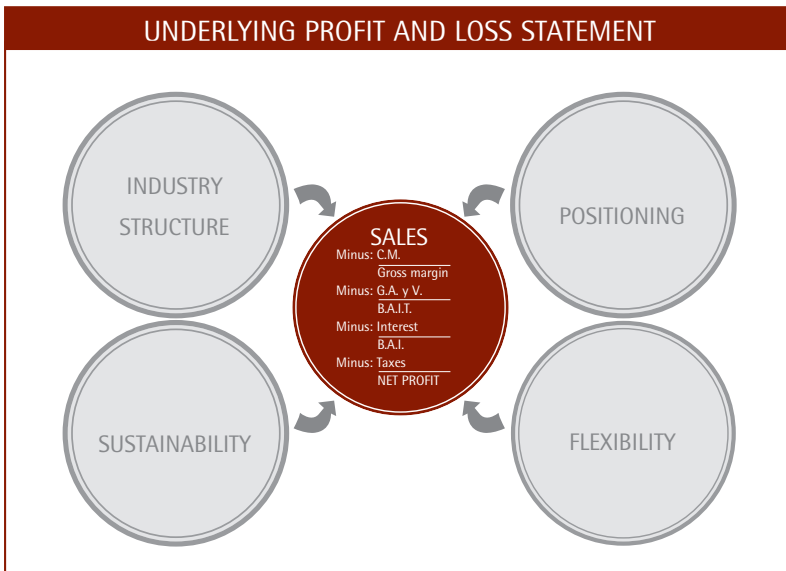 UNDERLYING PROFIT AND LOSS STATEMENT
INDUSTRY
STRUCTURE
POSITIONING
SALES
Minus: C.M.
Gross margin
Minus: G.A. y V.
B.A.I.T.
Minus: Interest
B.A.I.
Minus: Taxes
NET PROFIT
SUSTAINABILITY
FLEXIBILITY